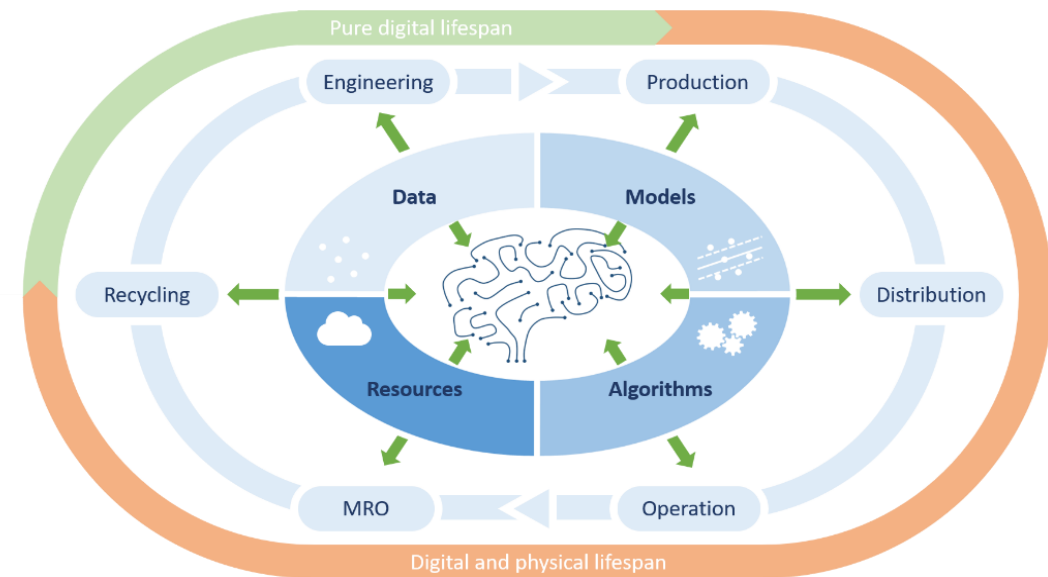 Pure digital lifespan
Engineering
Production
Data
Models
Recycling
Distribution
Resources
Algorithms
MRO
Operation
Digital and physical lifespan